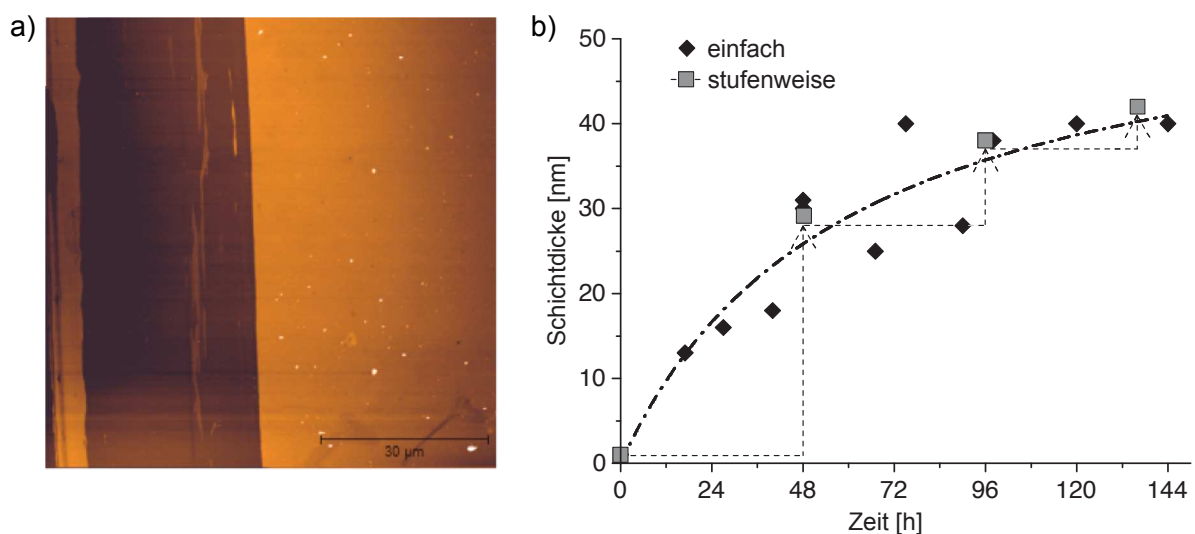 a)
30 µm
b)
50
40
30
20
10
0
Schichtdicke [nm]
einfach
stufenweise
0 24 48 72 96 120 144
Zeit [h]